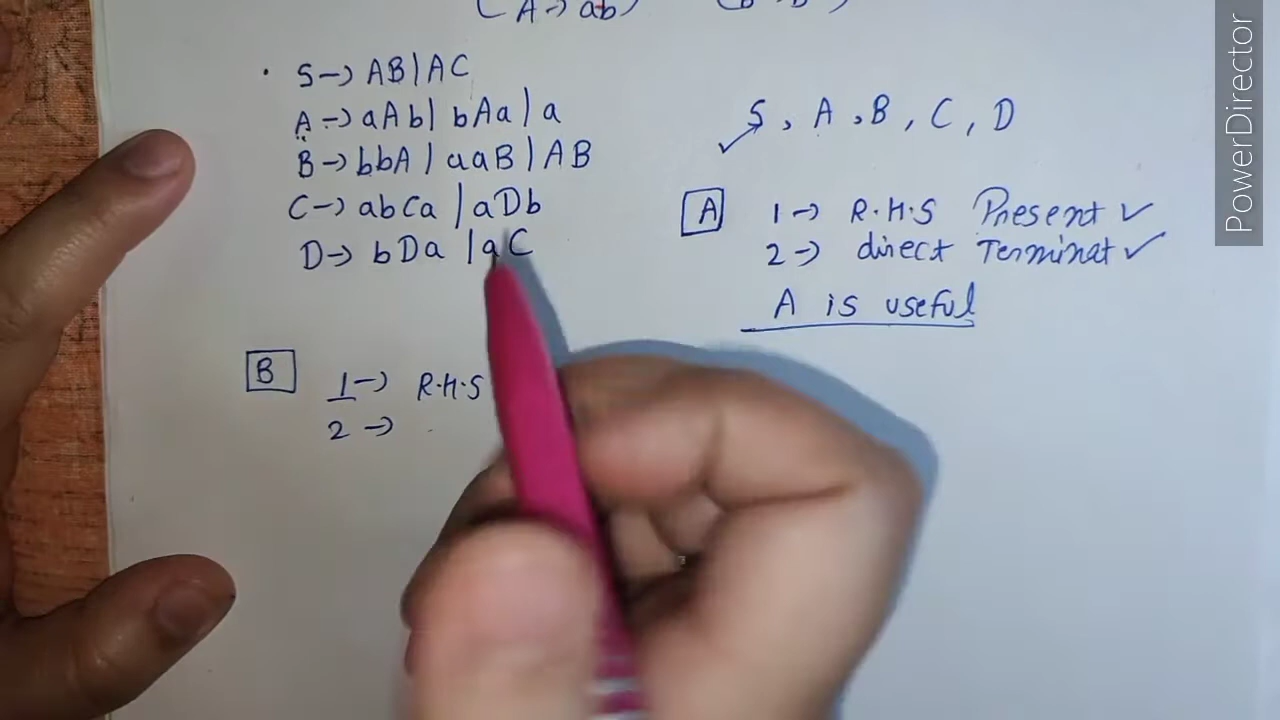 (A → ab)
S → AB | AC
A → aAb | bAa | a
B → bbA | aaB | AB
C → abCa | aDb
D → bDa | aC
S, A, B, C, D
A
1 → R.H.S Present ✓
2 → direct Terminat ✓
A is useful
B
1 → R.H.S
2 →
PowerDirector